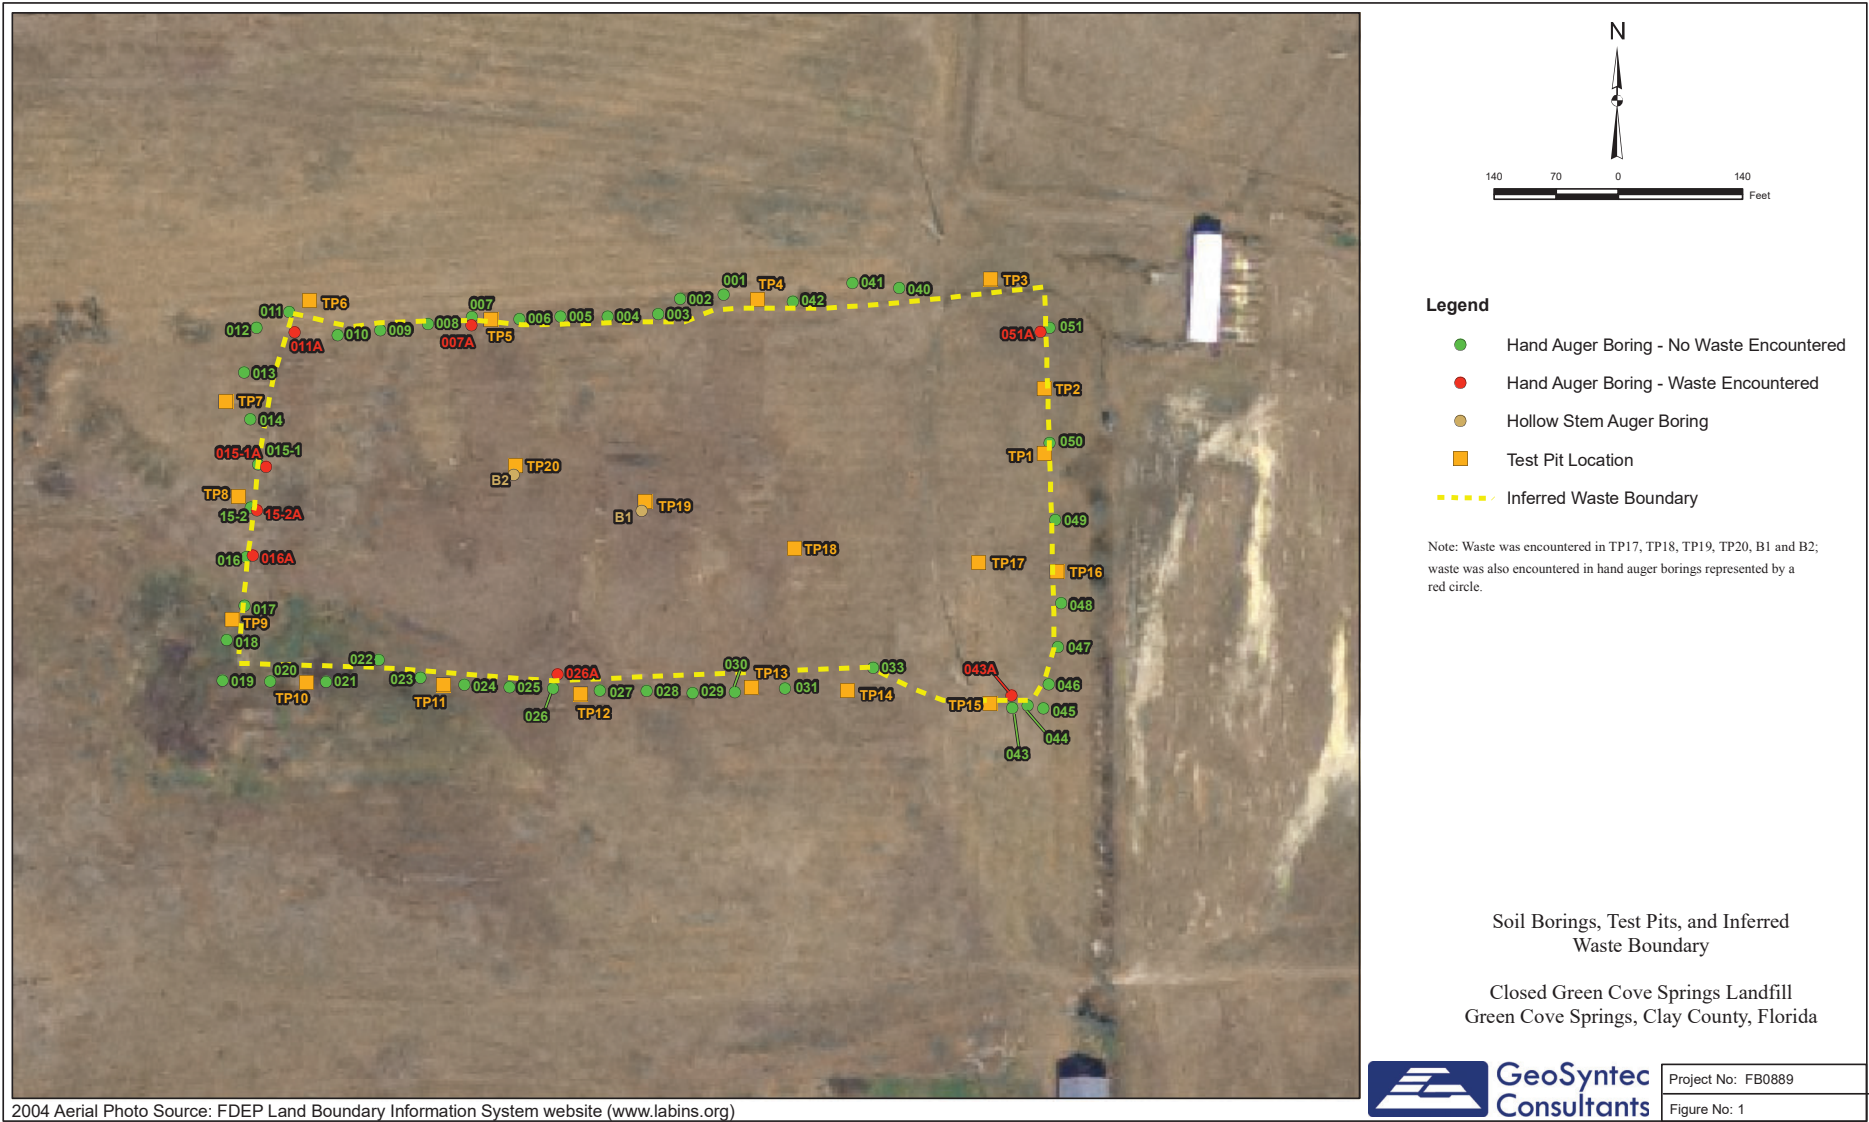 N
140 70 0 140
Feet
001
TP4
041
040
TP3
002
042
TP6
011
007
003
004
005
006
008
009
010
TP5
007A
012
011A
051
051A
013
TP7
TP2
014
015-1A
015-1
050
TP1
TP20
B2
TP8
TP19
B1
15-2
15-2A
049
TP18
016
016A
TP17
TP16
017
048
TP9
018
047
022
020
030
033
019
021
023
026A
TP13
043A
TP10
TP11
024
025
027
028
029
031
TP14
046
026
TP12
TP15
045
044
043
Legend
Hand Auger Boring - No Waste Encountered
Hand Auger Boring - Waste Encountered
Hollow Stem Auger Boring
Test Pit Location
Inferred Waste Boundary
Note: Waste was encountered in TP17, TP18, TP19, TP20, B1 and B2;
waste was also encountered in hand auger borings represented by a
red circle.
Soil Borings, Test Pits, and Inferred
Waste Boundary
Closed Green Cove Springs Landfill
Green Cove Springs, Clay County, Florida
GeoSyntec
Consultants
Project No: FB0889
Figure No: 1
2004 Aerial Photo Source: FDEP Land Boundary Information System website (www.labins.org)